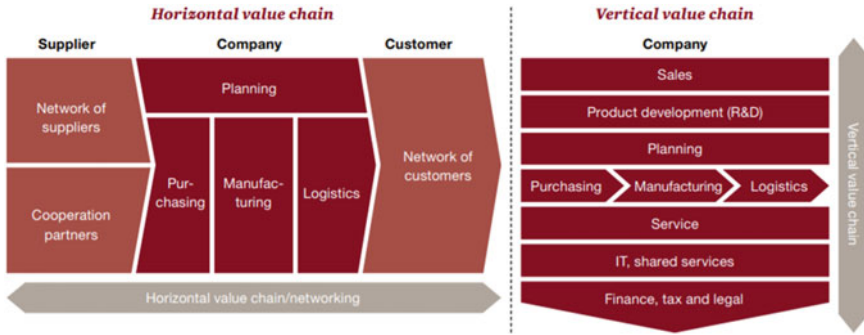 Horizontal value chain
Supplier
Company
Customer
Network of
suppliers
Cooperation
partners
Planning
Pur-
chasing
Manufac-
turing
Logistics
Network of
customers
Horizontal value chain/networking
Vertical value chain
Company
Sales
Product development (R&D)
Planning
Purchasing
Manufacturing
Logistics
Service
IT, shared services
Finance, tax and legal
Vertical value chain